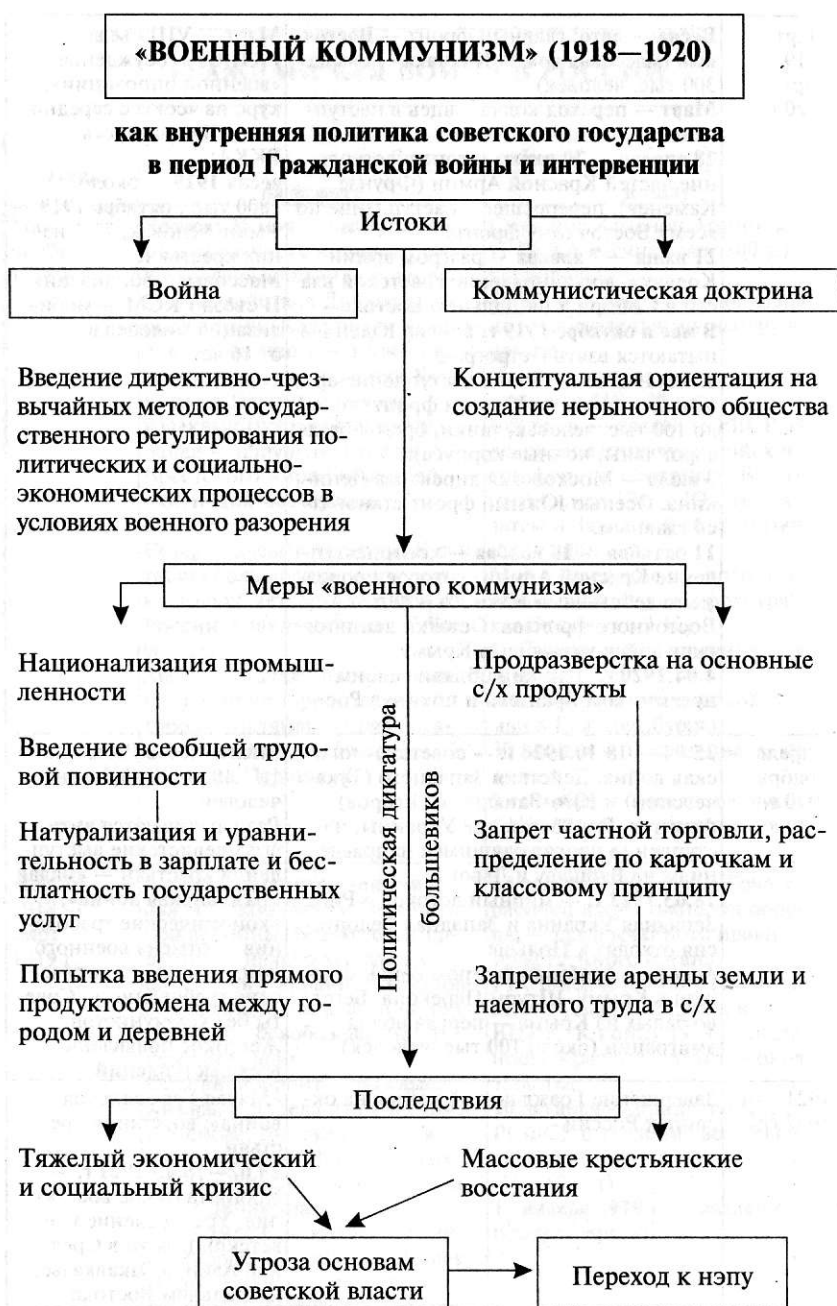 «ВОЕННЫЙ КОММУНИЗМ» (1918—1920)
как внутренняя политика советского государства
в период Гражданской войны и интервенции
Истоки
Война
Коммунистическая доктрина
Введение директивно-чрез-
вычайных методов государ-
ственного регулирования по-
литических и социально-
экономических процессов в
условиях военного разорения
Концептуальная ориентация на
создание нерыночного общества
Меры «военного коммунизма»
Национализация промыш-
ленности
Введение всеобщей трудо-
вой повинности
Натурализация и уравни-
тельность в зарплате и бес-
платность государственных
услуг
Попытка введения прямого
продуктообмена между го-
родом и деревней
Политическая диктатура
большевиков
Продразверстка на основные
с/х продукты
Запрет частной торговли, рас-
пределение по карточкам и
классовому принципу
Запрещение аренды земли и
наемного труда в с/х
Последствия
Тяжелый экономический
и социальный кризис
Массовые крестьянские
восстания
Угроза основам
советской власти
Переход к нэпу